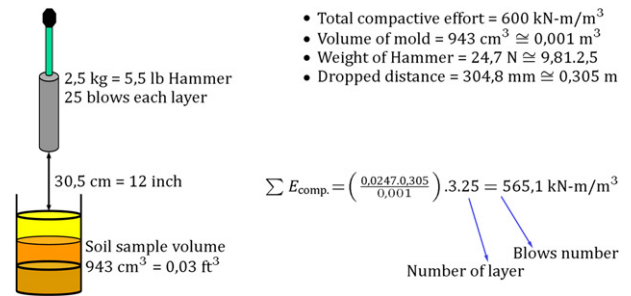 2,5 kg = 5,5 lb Hammer
25 blows each layer
30,5 cm = 12 inch
Soil sample volume
943 cm³ = 0,03 ft³
• Total compactive effort = 600 kN-m/m³
• Volume of mold = 943 cm³ ≅ 0,001 m³
• Weight of Hammer = 24,7 N ≅ 9,81.2,5
• Dropped distance = 304,8 mm ≅ 0,305 m
∑ E_comp. = (0,0247.0,305 / 0,001) .3.25 = 565,1 kN-m/m³
Blows number
Number of layer